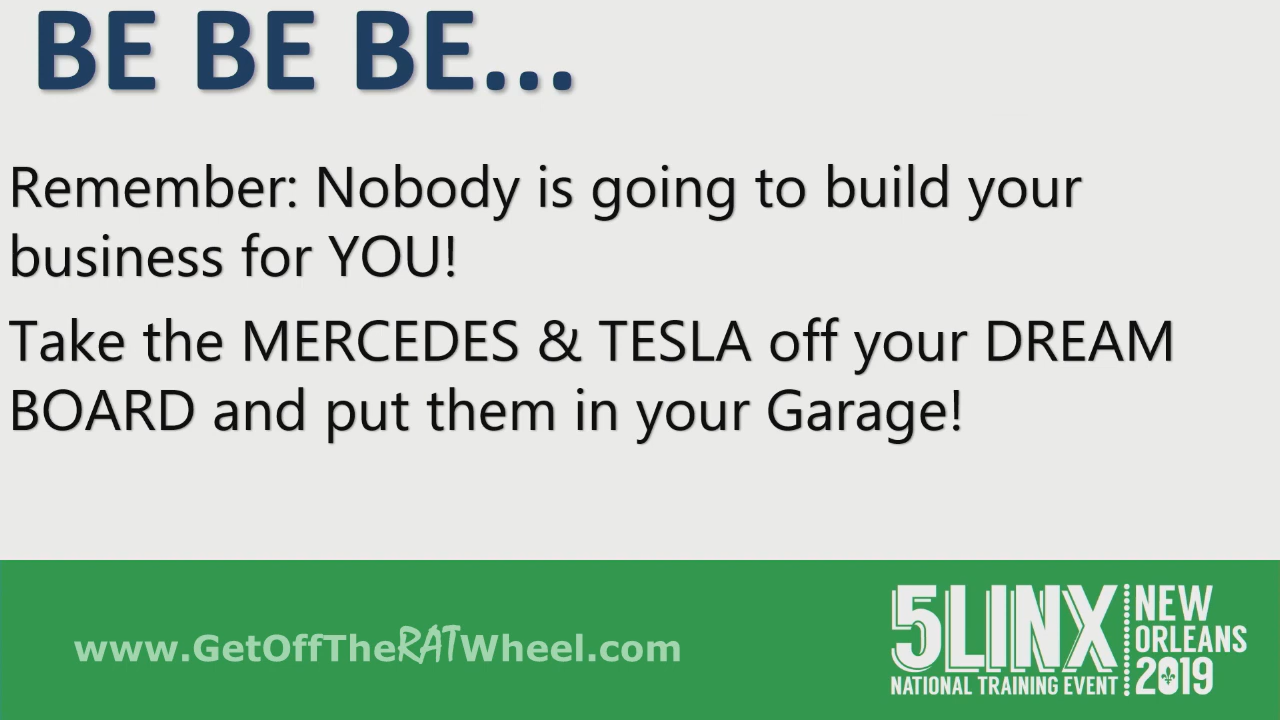 BE BE BE...
Remember: Nobody is going to build your
business for YOU!
Take the MERCEDES & TESLA off your DREAM
BOARD and put them in your Garage!
www.GetOffTheRATWheel.com
5LINX
NATIONAL TRAINING EVENT
NEW
ORLEANS
2019